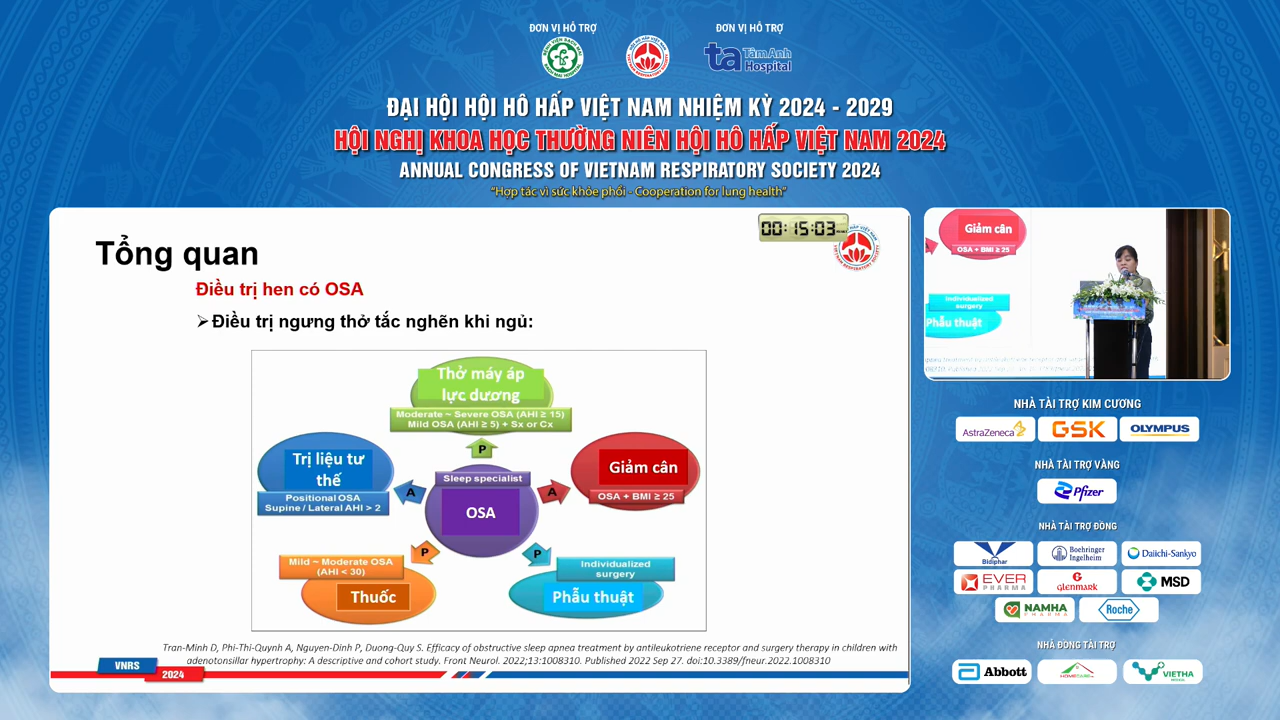 ĐƠN VỊ HỖ TRỢ
ĐƠN VỊ HỖ TRỢ
ta TâmAnh
Hospital
ĐẠI HỘI HỘI HÔ HẤP VIỆT NAM NHIỆM KỲ 2024 - 2029
HỘI NGHỊ KHOA HỌC THƯỜNG NIÊN HỘI HÔ HẤP VIỆT NAM 2024
ANNUAL CONGRESS OF VIETNAM RESPIRATORY SOCIETY 2024
"Hợp tác vì sức khỏe phổi - Cooperation for lung health"
00:15:03
Tổng quan
Điều trị hen có OSA
➢Điều trị ngưng thở tắc nghẽn khi ngủ:
Thở máy áp
lực dương
Moderate ~ Severe OSA (AHI ≥ 15)
Mild OSA (AHI ≥ 5) + Sx or Cx
P
Trị liệu tư
thế
Positional OSA
Supine / Lateral AHI > 2
A
Sleep specialist
OSA
A
Giảm cân
OSA + BMI ≥ 25
P
Mild ~ Moderate OSA
(AHI < 30)
Thuốc
P
Individualized
surgery
Phẫu thuật
Tran-Minh D, Phi-Thi-Quynh A, Nguyen-Dinh P, Duong-Quy S. Efficacy of obstructive sleep apnea treatment by antileukotriene receptor and surgery therapy in children with
adenotonsillar hypertrophy: A descriptive and cohort study. Front Neurol. 2022;13:1008310. Published 2022 Sep 27. doi:10.3389/fneur.2022.1008310
VNRS
2024
Giảm cân
OSA + BMI ≥ 25
Individualized
surgery
Phẫu thuật
NHÀ TÀI TRỢ KIM CƯƠNG
AstraZeneca
GSK
OLYMPUS
NHÀ TÀI TRỢ VÀNG
Pfizer
NHÀ TÀI TRỢ ĐỒNG
Bidiphar
Boehringer
Ingelheim
Daiichi-Sankyo
EVER
PHARMA
GLENMARK
MSD
NAMHA
PHARMA
Roche
NHÀ ĐỒNG TÀI TRỢ
Abbott
HOMECARE
VIETHA
MEDICAL